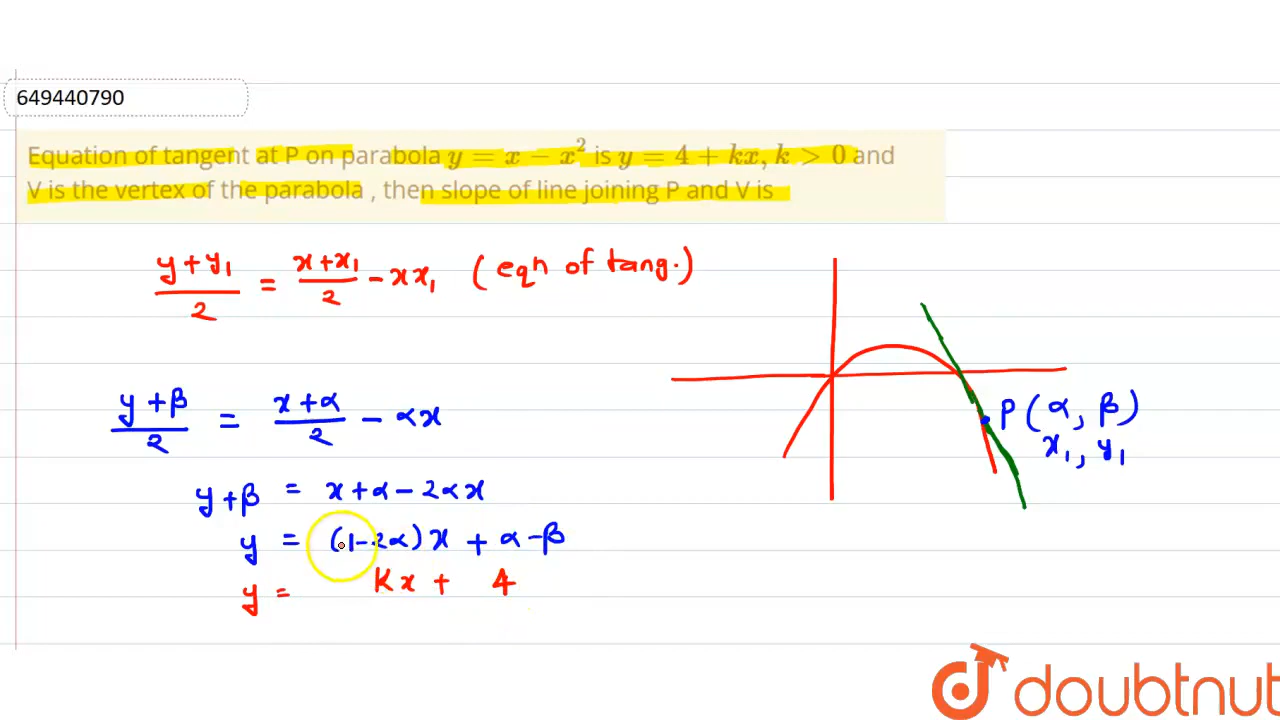 649440790
Equation of tangent at P on parabola y = x − x² is y = 4 + kx, k > 0 and
V is the vertex of the parabola , then slope of line joining P and V is
(y + y₁)/2 = (x + x₁)/2 − xx₁ (eqn of tang.)
(y + β)/2 = (x + α)/2 − αx
y + β = x + α − 2αx
y = (1 − 2α) x + α − β
y = kx + 4
P (α, β)
x₁, y₁
doubtnut